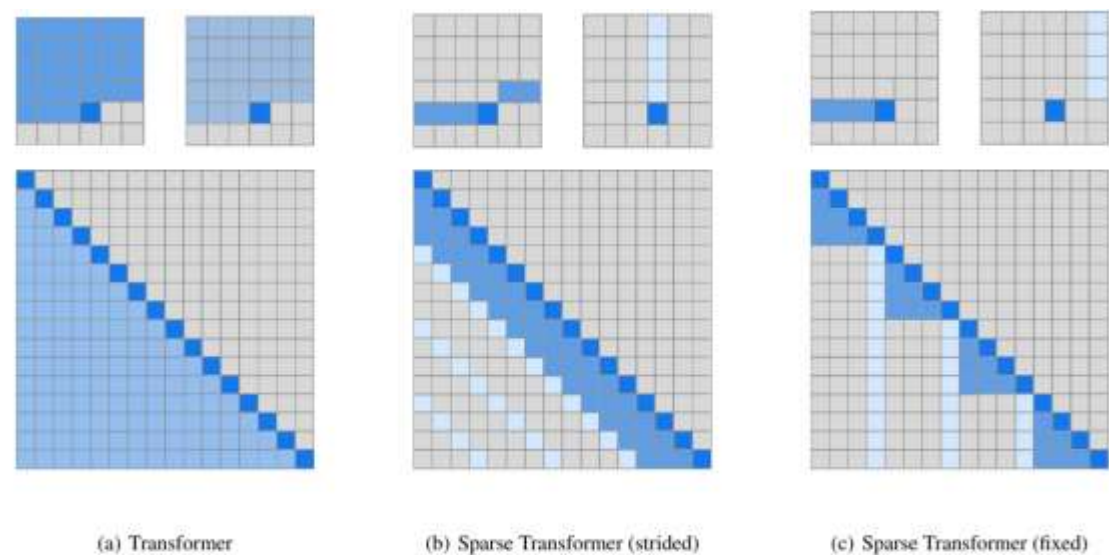 (a) Transformer
(b) Sparse Transformer (strided)
(c) Sparse Transformer (fixed)